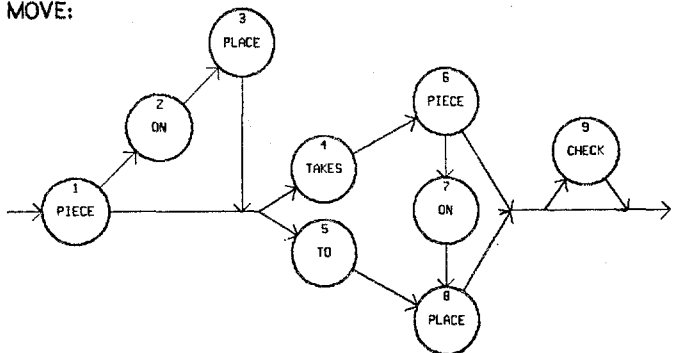 MOVE:
3
PLACE
2
ON
1
PIECE
4
TAKES
5
TO
6
PIECE
7
ON
8
PLACE
9
CHECK